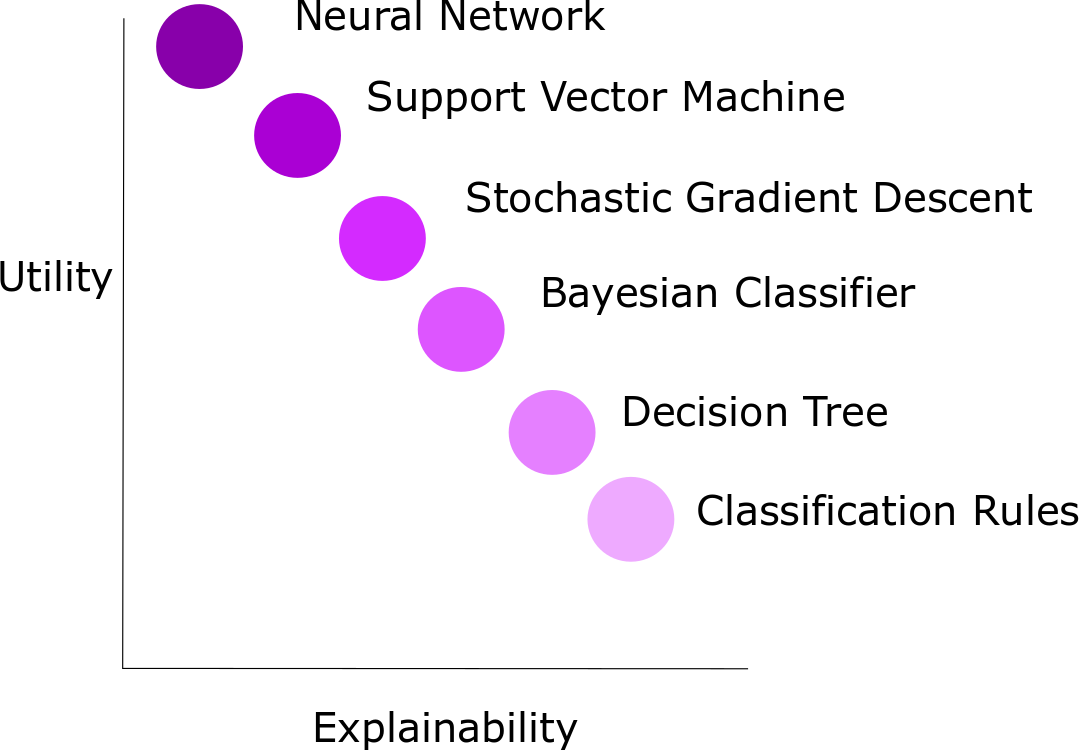 Neural Network
Support Vector Machine
Stochastic Gradient Descent
Utility
Bayesian Classifier
Decision Tree
Classification Rules
Explainability